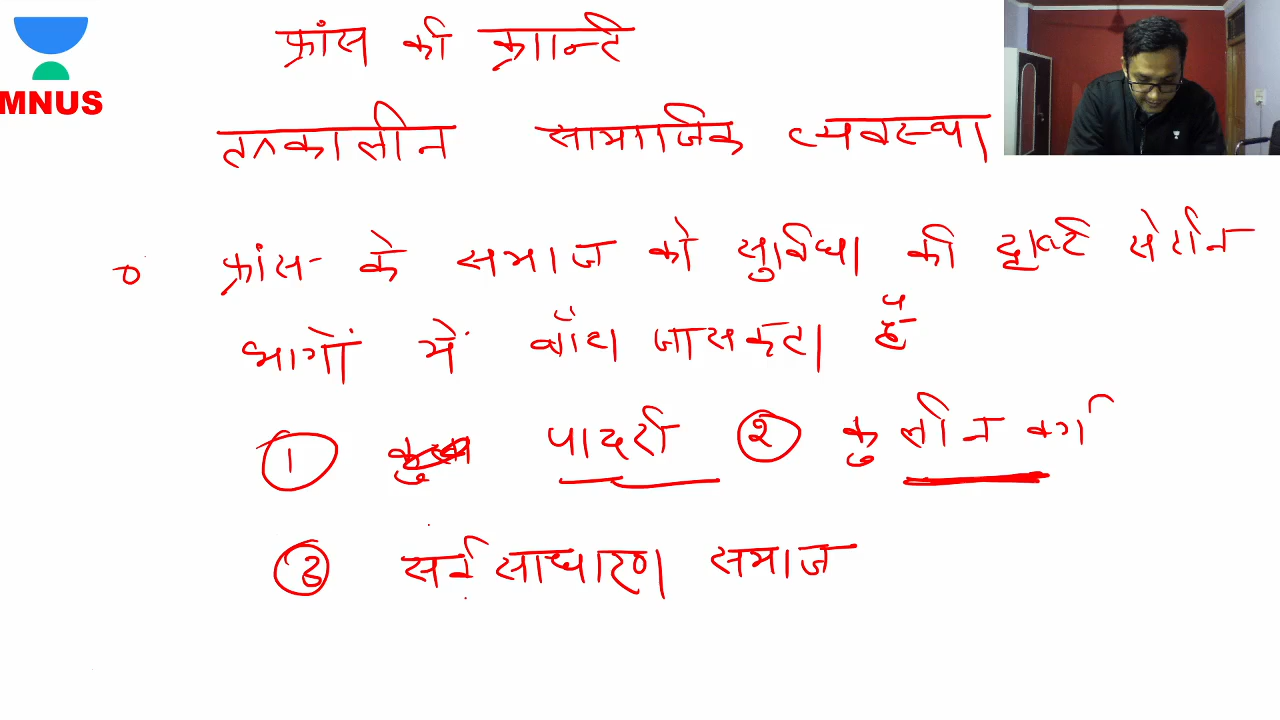 फ्रांस की क्रान्ति
MNUS
तत्कालीन सामाजिक व्यवस्था
फ्रांस के समाज को सुविधा की दृष्टि से तीन
भागों में बाँटा जा सकता है
① पादरी ② कुलीन वर्ग
③ सर्वसाधारण समाज